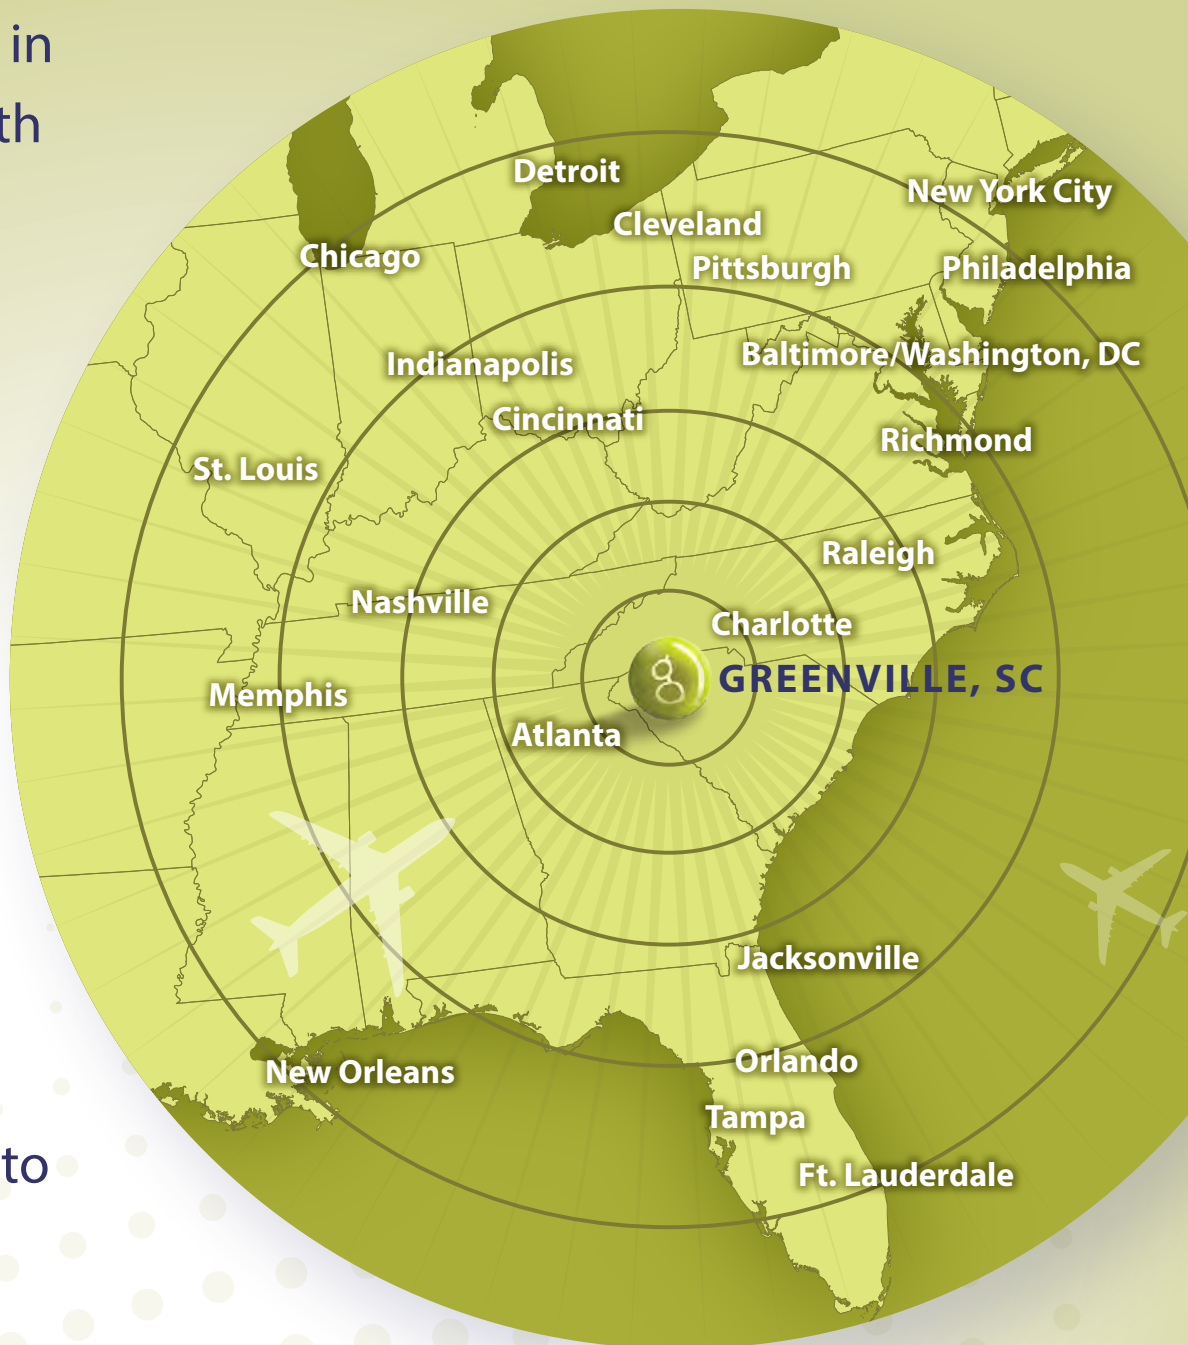 in
th
Detroit
New York City
Cleveland
Chicago
Pittsburgh
Philadelphia
Baltimore/Washington, DC
Indianapolis
Cincinnati
Richmond
St. Louis
Raleigh
Nashville
Charlotte
g
GREENVILLE, SC
Memphis
Atlanta
Jacksonville
Orlando
New Orleans
Tampa
to
Ft. Lauderdale